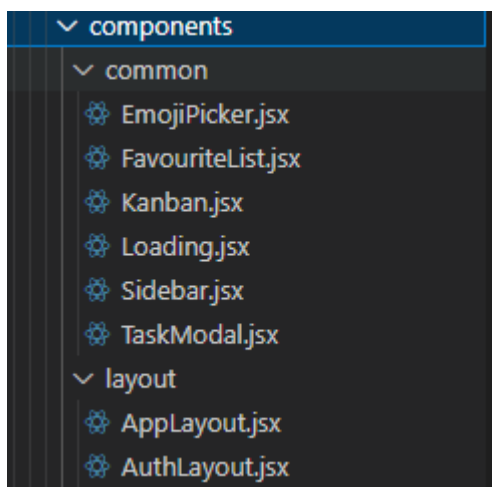 components
common
EmojiPicker.jsx
FavouriteList.jsx
Kanban.jsx
Loading.jsx
Sidebar.jsx
TaskModal.jsx
layout
AppLayout.jsx
AuthLayout.jsx